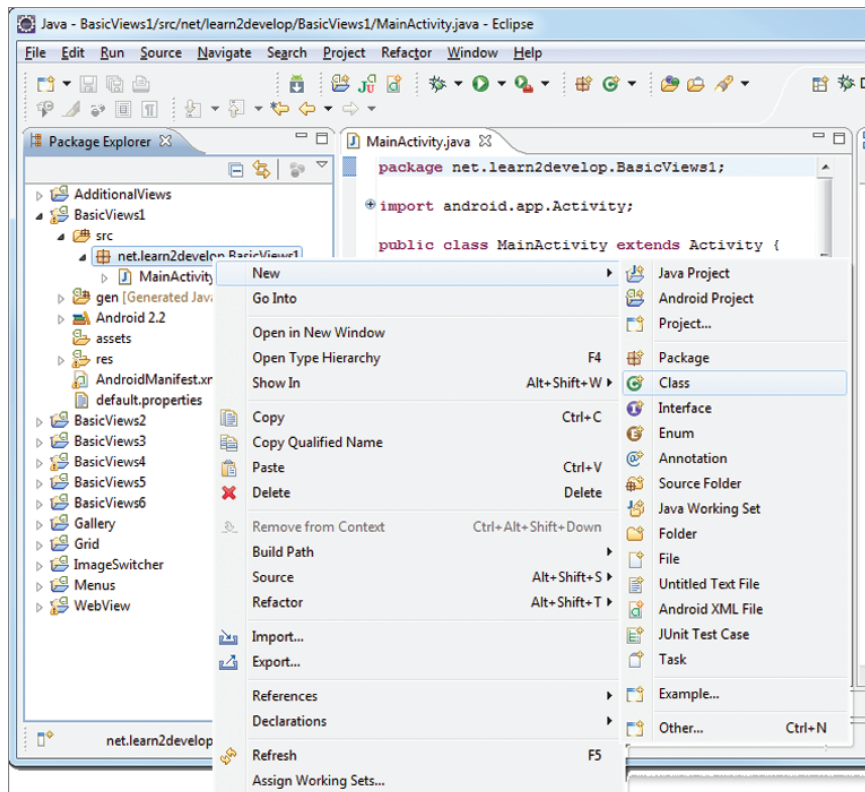 Java - BasicViews1/src/net/learn2develop/BasicViews1/MainActivity.java - Eclipse
File Edit Run Source Navigate Search Project Refactor Window Help
Package Explorer
MainActivity.java
package net.learn2develop.BasicViews1;
import android.app.Activity;
public class MainActivity extends Activity {
AdditionalViews
BasicViews1
src
net.learn2develop.BasicViews1
MainActivity
gen [Generated Java
Android 2.2
assets
res
AndroidManifest.xr
default.properties
BasicViews2
BasicViews3
BasicViews4
BasicViews5
BasicViews6
Gallery
Grid
ImageSwitcher
Menus
WebView
net.learn2develop
New
Go Into
Open in New Window
Open Type Hierarchy F4
Show In Alt+Shift+W
Copy Ctrl+C
Copy Qualified Name
Paste Ctrl+V
Delete Delete
Remove from Context Ctrl+Alt+Shift+Down
Build Path
Source Alt+Shift+S
Refactor Alt+Shift+T
Import...
Export...
References
Declarations
Refresh F5
Assign Working Sets...
Java Project
Android Project
Project...
Package
Class
Interface
Enum
Annotation
Source Folder
Java Working Set
Folder
File
Untitled Text File
Android XML File
JUnit Test Case
Task
Example...
Other... Ctrl+N